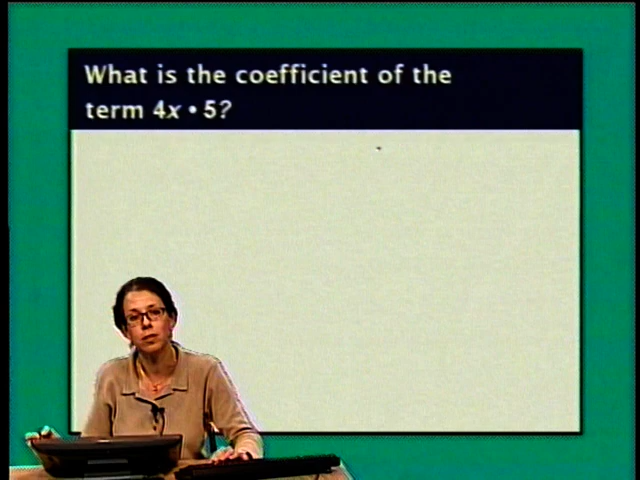 What is the coefficient of the
term 4x • 5?